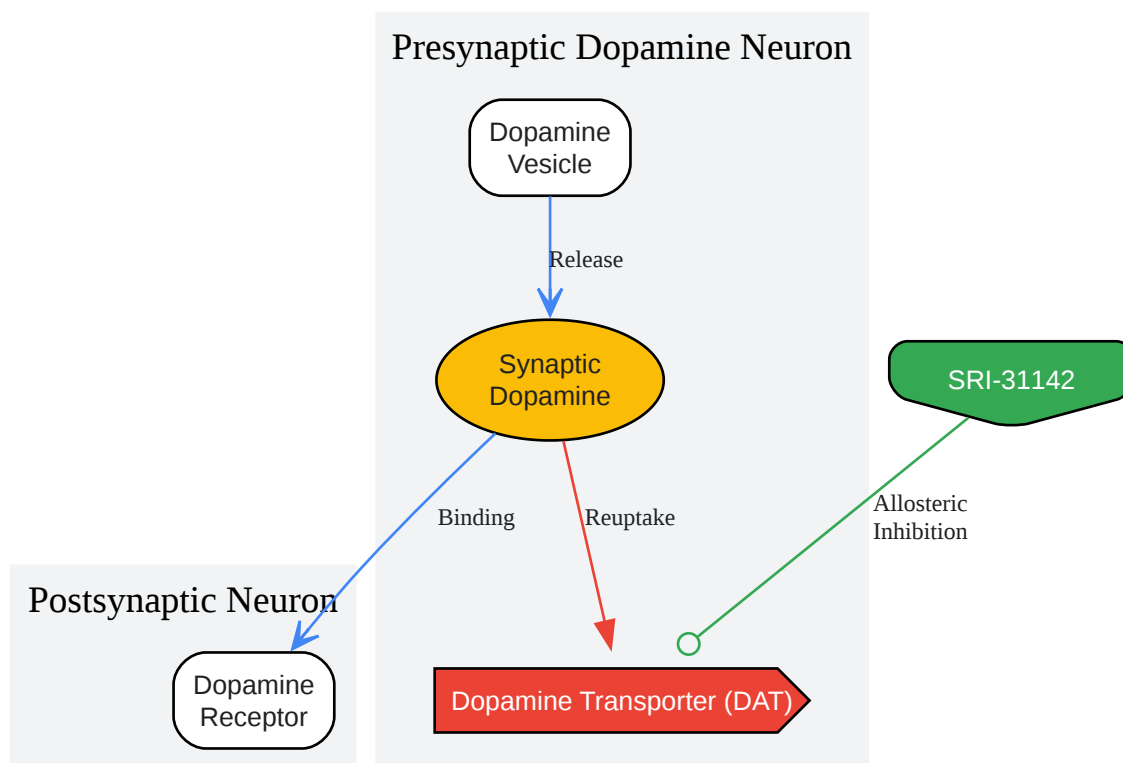 Presynaptic Dopamine Neuron
Dopamine
Vesicle
Release
Synaptic
Dopamine
SRI-31142
Binding
Reuptake
Allosteric
Inhibition
Postsynaptic Neuron
Dopamine
Receptor
Dopamine Transporter (DAT)